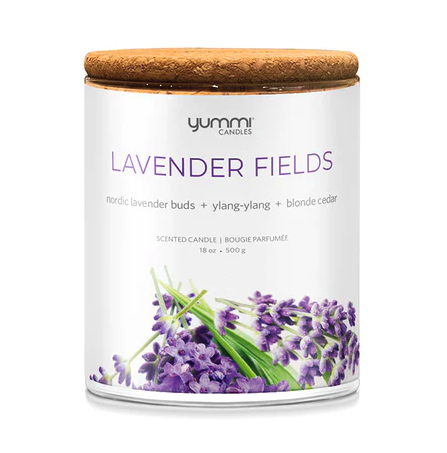 yummi
CANDLES
LAVENDER FIELDS
nordic lavender buds + ylang-ylang + blonde cedar
SCENTED CANDLE | BOUGIE PARFUMÉE
18 oz • 500 g